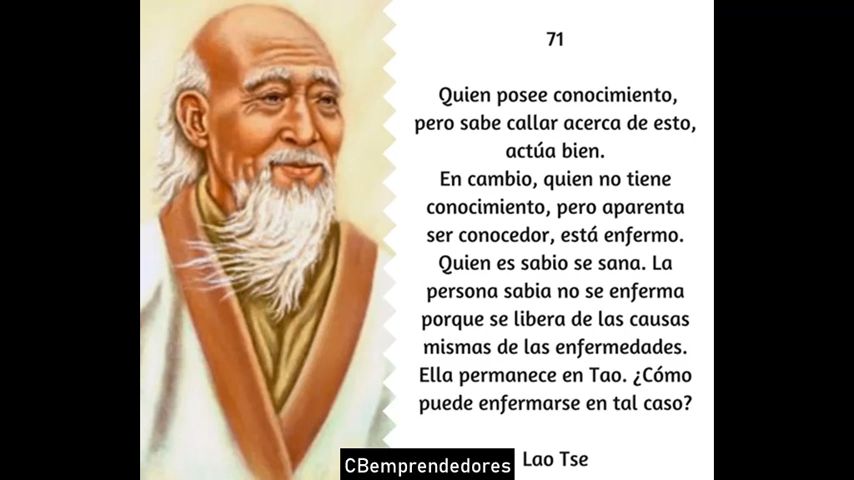 71
Quien posee conocimiento,
pero sabe callar acerca de esto,
actúa bien.
En cambio, quien no tiene
conocimiento, pero aparenta
ser conocedor, está enfermo.
Quien es sabio se sana. La
persona sabia no se enferma
porque se libera de las causas
mismas de las enfermedades.
Ella permanece en Tao. ¿Cómo
puede enfermarse en tal caso?
Lao Tse
CBemprendedores